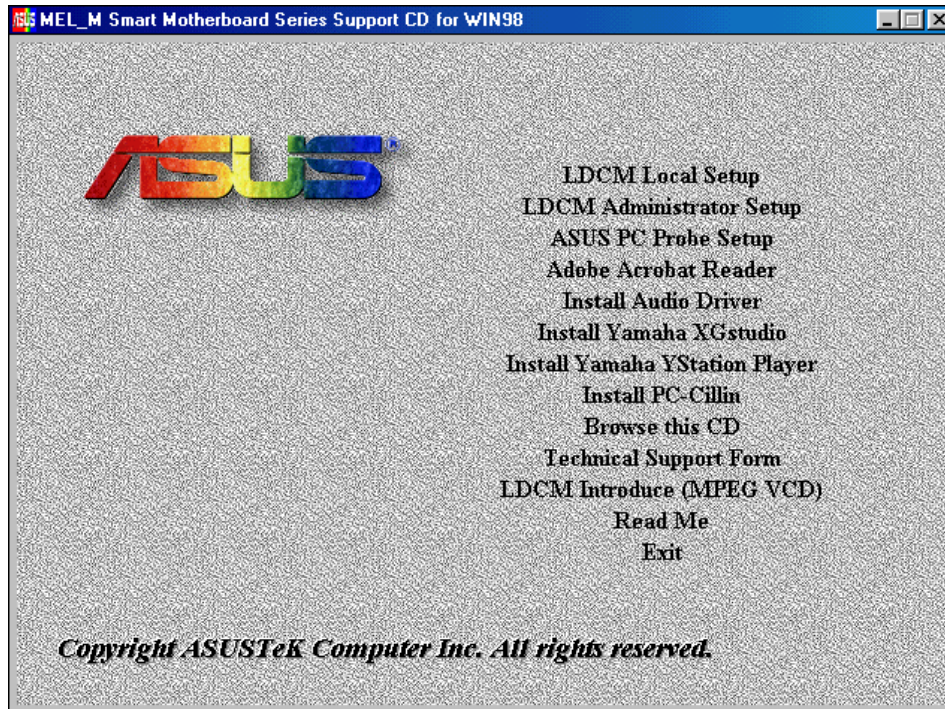 MEL_M Smart Motherboard Series Support CD for WIN98
ASUS®
LDCM Local Setup
LDCM Administrator Setup
ASUS PC Probe Setup
Adobe Acrobat Reader
Install Audio Driver
Install Yamaha XGstudio
Install Yamaha YStation Player
Install PC-Cillin
Browse this CD
Technical Support Form
LDCM Introduce (MPEG VCD)
Read Me
Exit
Copyright ASUSTeK Computer Inc. All rights reserved.